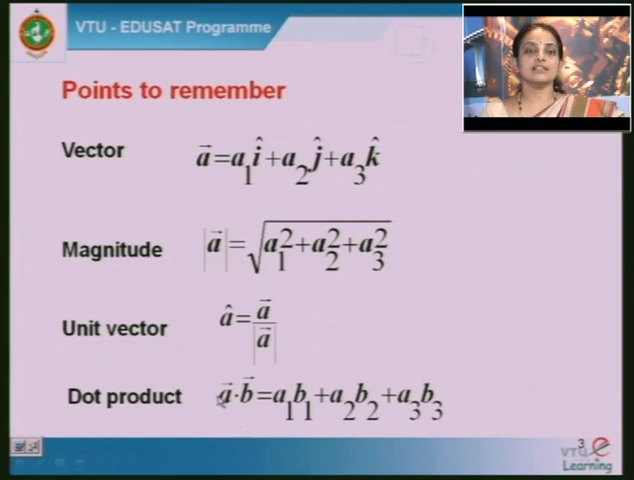 VTU - EDUSAT Programme
Points to remember
Vector a⃗=a₁î+a₂ĵ+a₃k̂
Magnitude |a⃗|=√(a₁²+a₂²+a₃²)
Unit vector â=a⃗/|a⃗|
Dot product a⃗·b⃗=a₁b₁+a₂b₂+a₃b₃
3
VTU e
Learning